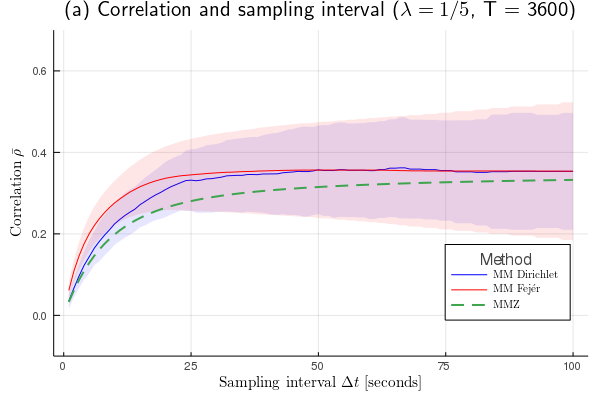 (a) Correlation and sampling interval (λ = 1/5, T = 3600)
Correlation ρ̄
0.6
0.4
0.2
0.0
Method
MM Dirichlet
MM Fejér
MMZ
0 25 50 75 100
Sampling interval Δt [seconds]